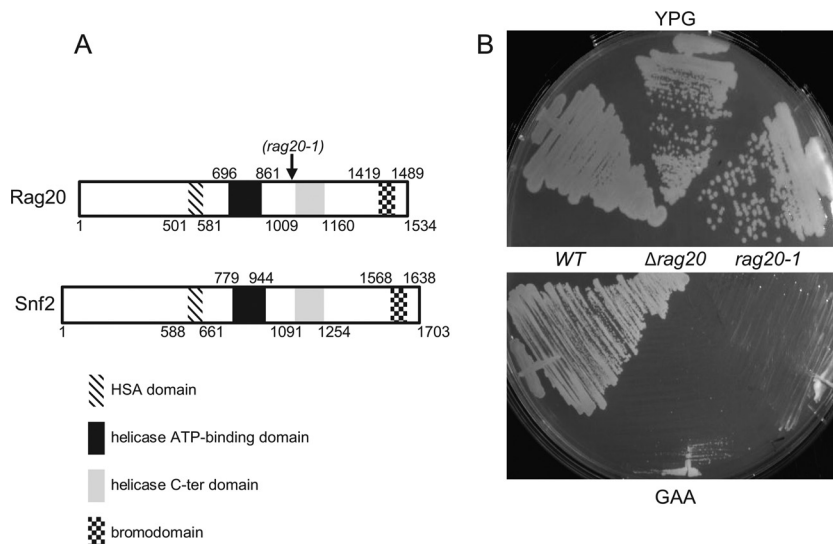 A
B
YPG
(rag20-1)
696 861 1419 1489
Rag20
1 501 581 1009 1160 1534
WT Δrag20 rag20-1
779 944 1568 1638
Snf2
1 588 661 1091 1254 1703
HSA domain
helicase ATP-binding domain
helicase C-ter domain
bromodomain
GAA